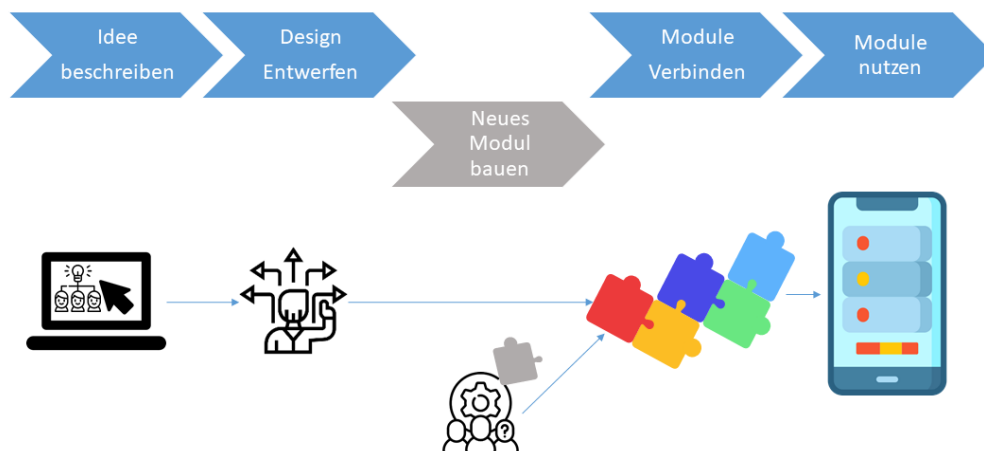 Idee
beschreiben
Design
Entwerfen
Neues
Modul
bauen
Module
Verbinden
Module
nutzen
?